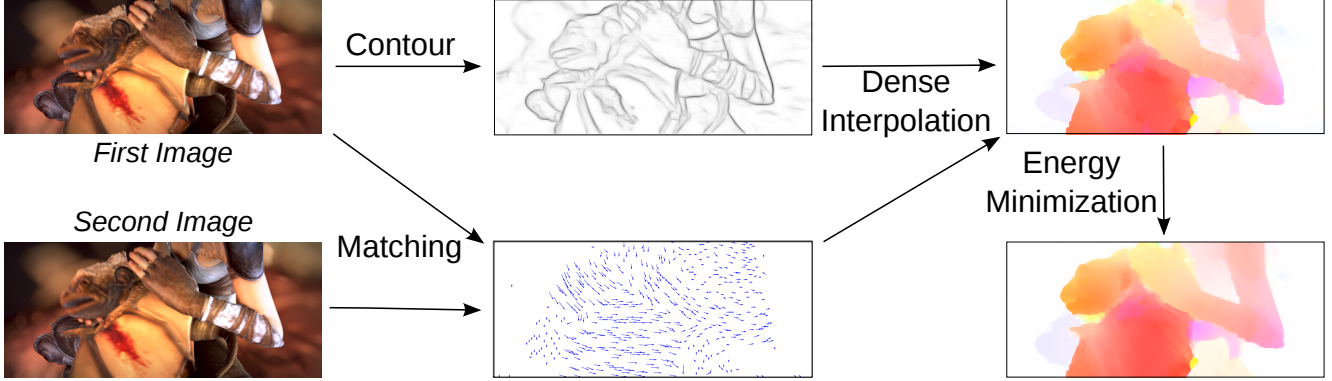 Contour
Dense
Interpolation
First Image
Energy
Minimization
Second Image
Matching